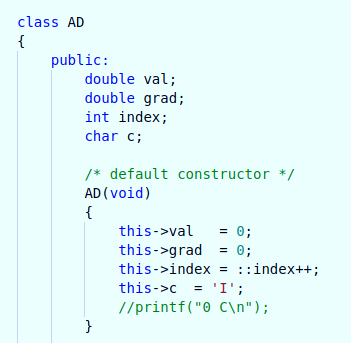 class AD
{
    public:
        double val;
        double grad;
        int index;
        char c;

        /* default constructor */
        AD(void)
        {
            this->val   = 0;
            this->grad  = 0;
            this->index = ::index++;
            this->c  = 'I';
            //printf("0 C\n");
        }